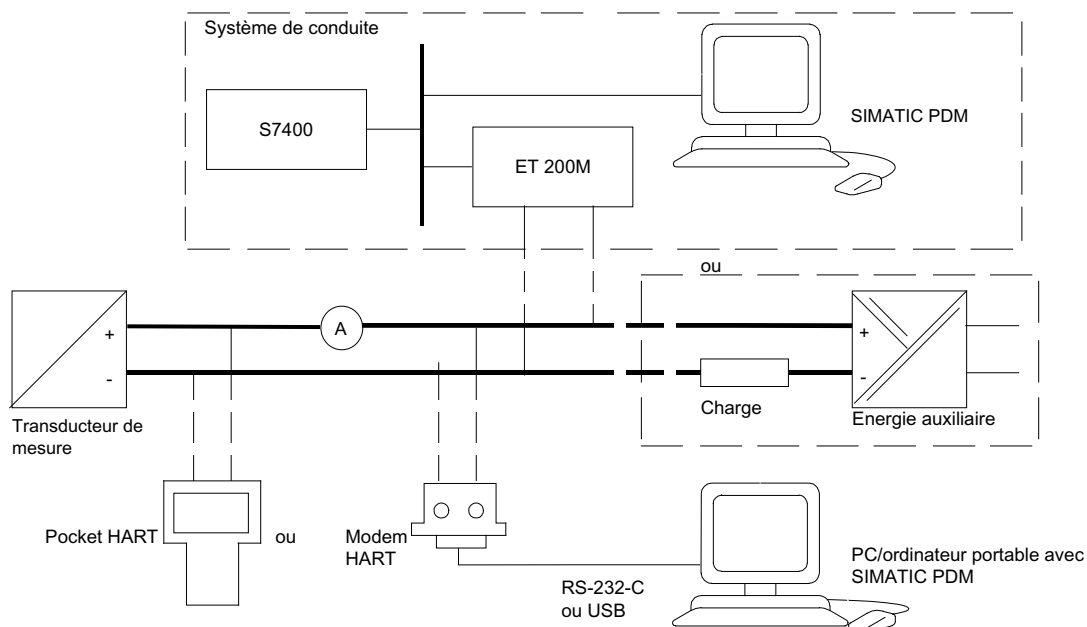 Système de conduite
S7400
ET 200M
SIMATIC PDM
ou
+
A
+
-
-
Transducteur de
mesure
Charge
Energie auxiliaire
Pocket HART
ou
Modem
HART
RS-232-C
ou USB
PC/ordinateur portable avec
SIMATIC PDM